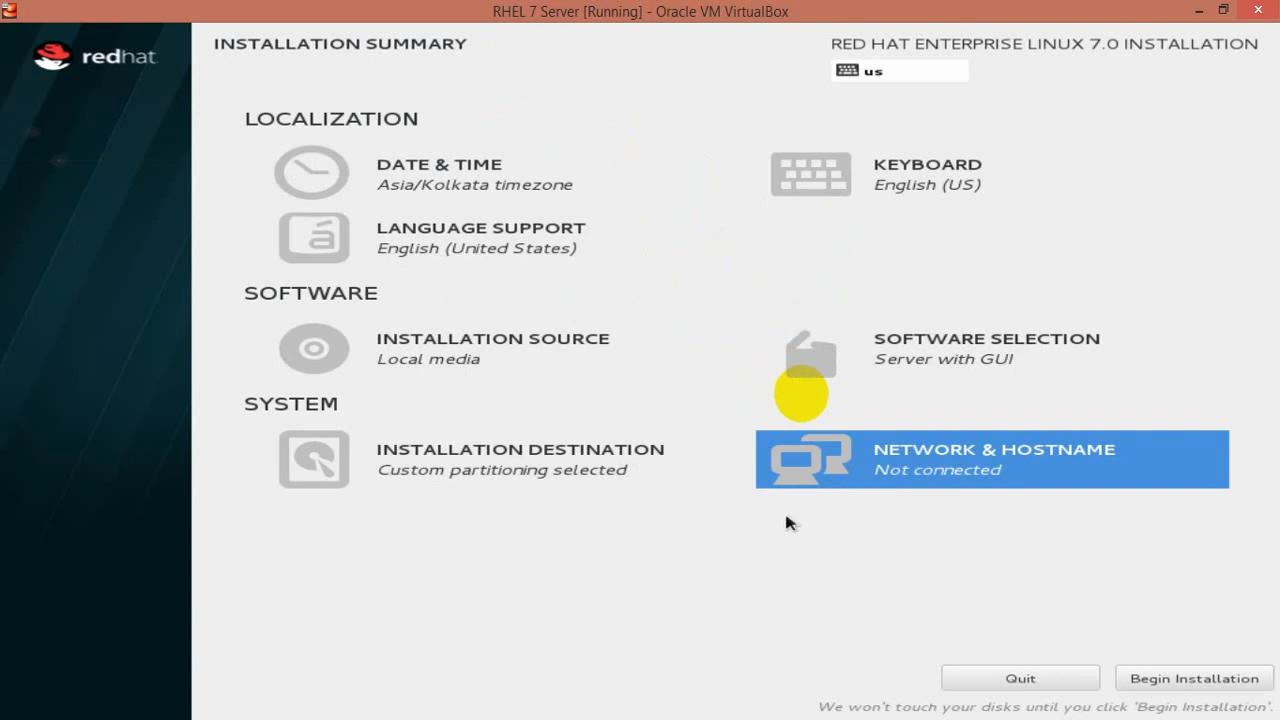 RHEL 7 Server [Running] - Oracle VM VirtualBox
redhat.
INSTALLATION SUMMARY
RED HAT ENTERPRISE LINUX 7.0 INSTALLATION
us
LOCALIZATION
DATE & TIME
Asia/Kolkata timezone
KEYBOARD
English (US)
LANGUAGE SUPPORT
English (United States)
SOFTWARE
INSTALLATION SOURCE
Local media
SOFTWARE SELECTION
Server with GUI
SYSTEM
INSTALLATION DESTINATION
Custom partitioning selected
NETWORK & HOSTNAME
Not connected
Quit
Begin Installation
We won't touch your disks until you click 'Begin Installation'.